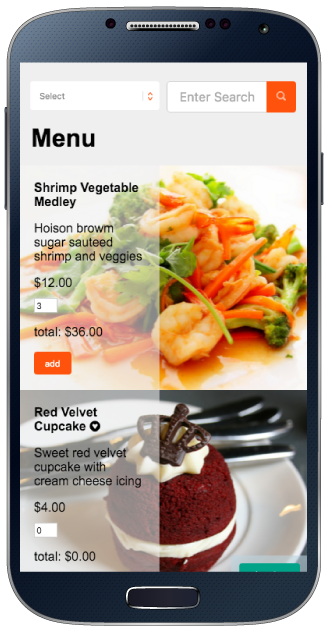 Select
Enter Search
Menu
Shrimp Vegetable
Medley
Hoison browm
sugar sauteed
shrimp and veggies
$12.00
3
total: $36.00
add
Red Velvet
Cupcake
Sweet red velvet
cupcake with
cream cheese icing
$4.00
0
total: $0.00